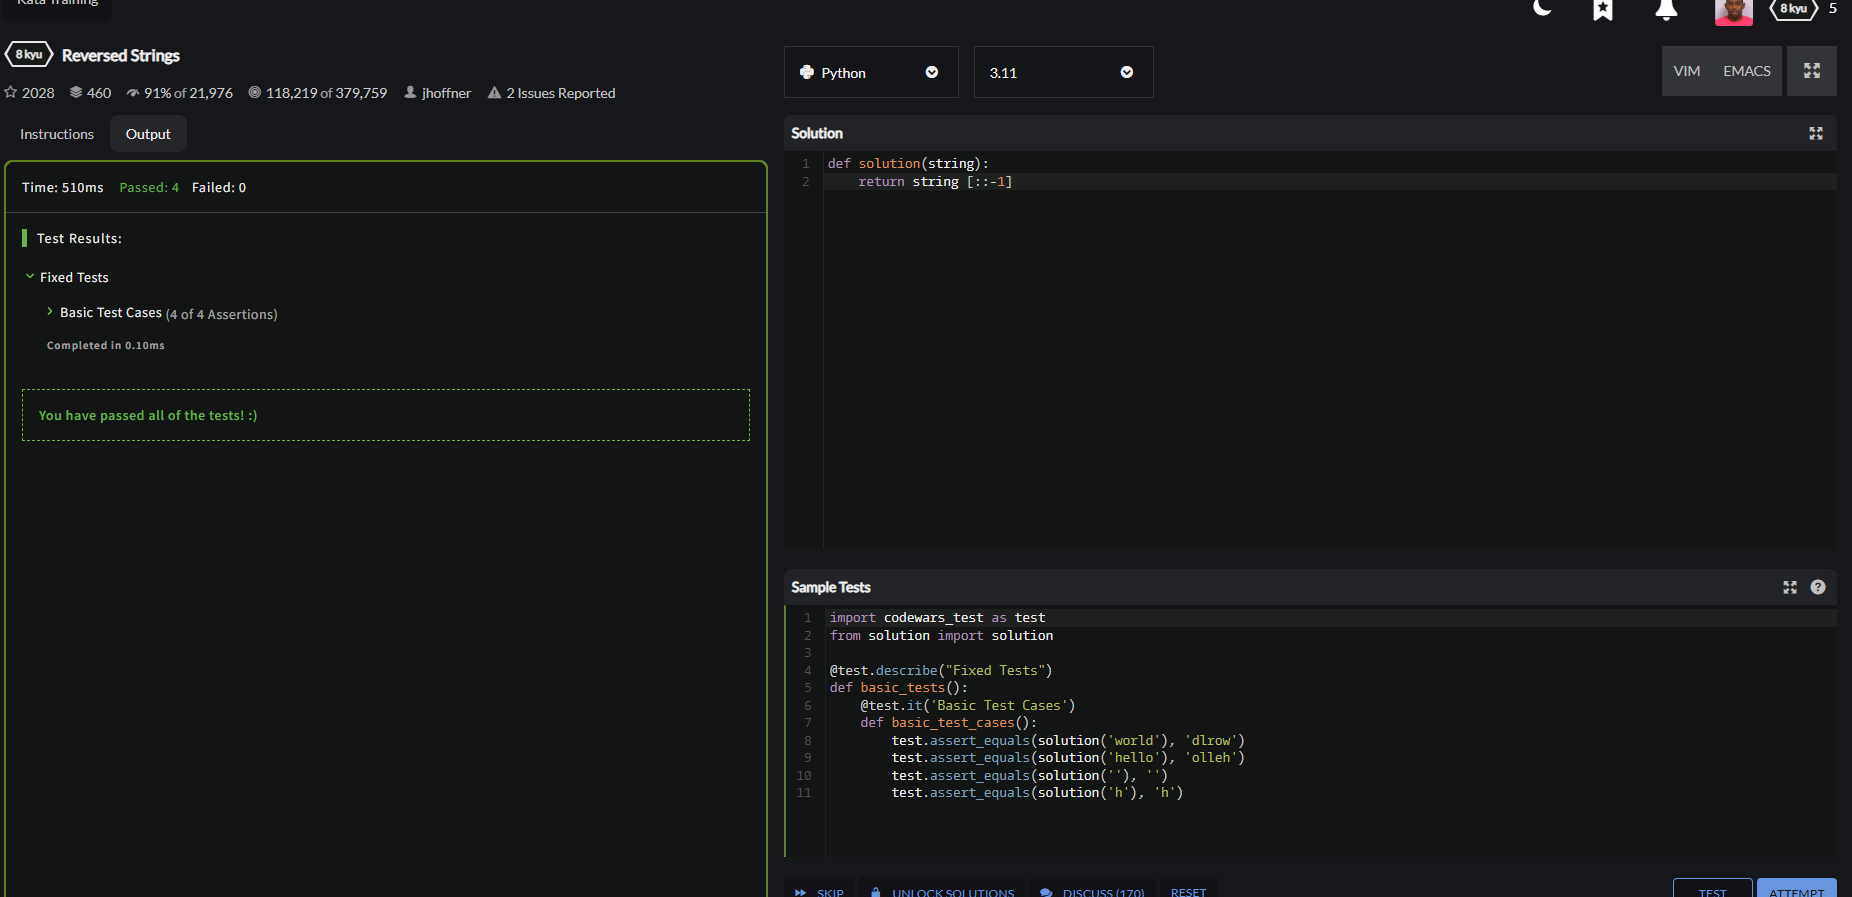 Kata Training
8 kyu 5
8 kyu Reversed Strings
2028 460 91% of 21,976 118,219 of 379,759 jhoffner 2 Issues Reported
Instructions Output
Time: 510ms Passed: 4 Failed: 0
Test Results:
Fixed Tests
Basic Test Cases (4 of 4 Assertions)
Completed in 0.10ms
You have passed all of the tests! :)
Python 3.11 VIM EMACS
Solution
1 def solution(string):
2     return string [::-1]
Sample Tests
1 import codewars_test as test
2 from solution import solution
3
4 @test.describe("Fixed Tests")
5 def basic_tests():
6     @test.it('Basic Test Cases')
7     def basic_test_cases():
8         test.assert_equals(solution('world'), 'dlrow')
9         test.assert_equals(solution('hello'), 'olleh')
10         test.assert_equals(solution(''), '')
11         test.assert_equals(solution('h'), 'h')
SKIP UNLOCK SOLUTIONS DISCUSS (170) RESET TEST ATTEMPT